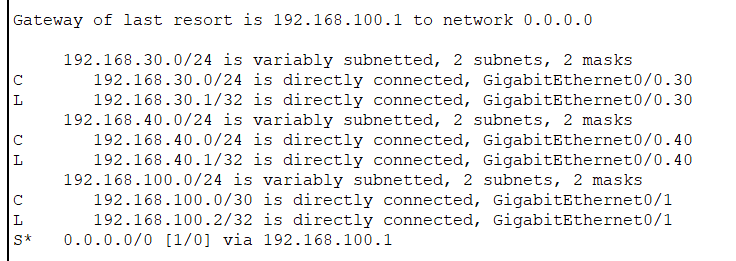 Gateway of last resort is 192.168.100.1 to network 0.0.0.0
192.168.30.0/24 is variably subnetted, 2 subnets, 2 masks
C 192.168.30.0/24 is directly connected, GigabitEthernet0/0.30
L 192.168.30.1/32 is directly connected, GigabitEthernet0/0.30
192.168.40.0/24 is variably subnetted, 2 subnets, 2 masks
C 192.168.40.0/24 is directly connected, GigabitEthernet0/0.40
L 192.168.40.1/32 is directly connected, GigabitEthernet0/0.40
192.168.100.0/24 is variably subnetted, 2 subnets, 2 masks
C 192.168.100.0/30 is directly connected, GigabitEthernet0/1
L 192.168.100.2/32 is directly connected, GigabitEthernet0/1
S* 0.0.0.0/0 [1/0] via 192.168.100.1